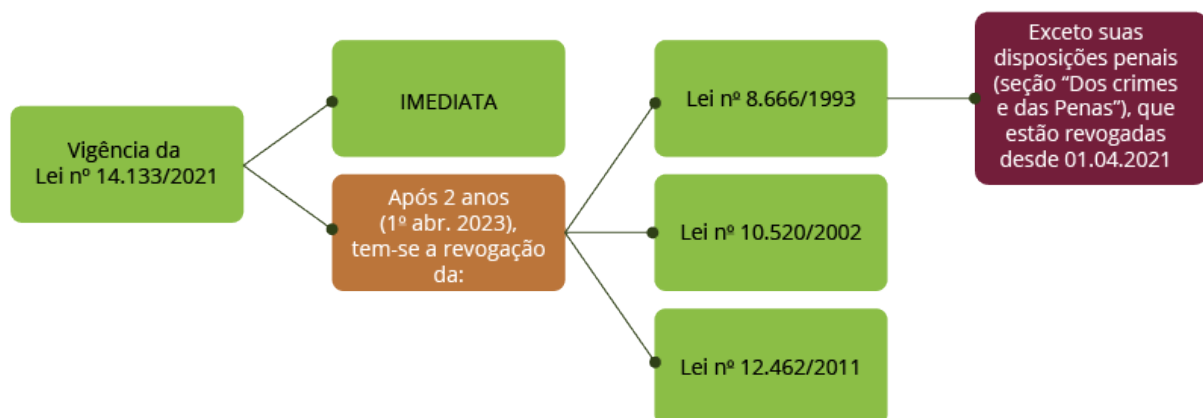 Vigência da
Lei nº 14.133/2021
IMEDIATA
Após 2 anos
(1º abr. 2023),
tem-se a revogação
da:
Lei nº 8.666/1993
Lei nº 10.520/2002
Lei nº 12.462/2011
Exceto suas
disposições penais
(seção “Dos crimes
e das Penas”), que
estão revogadas
desde 01.04.2021